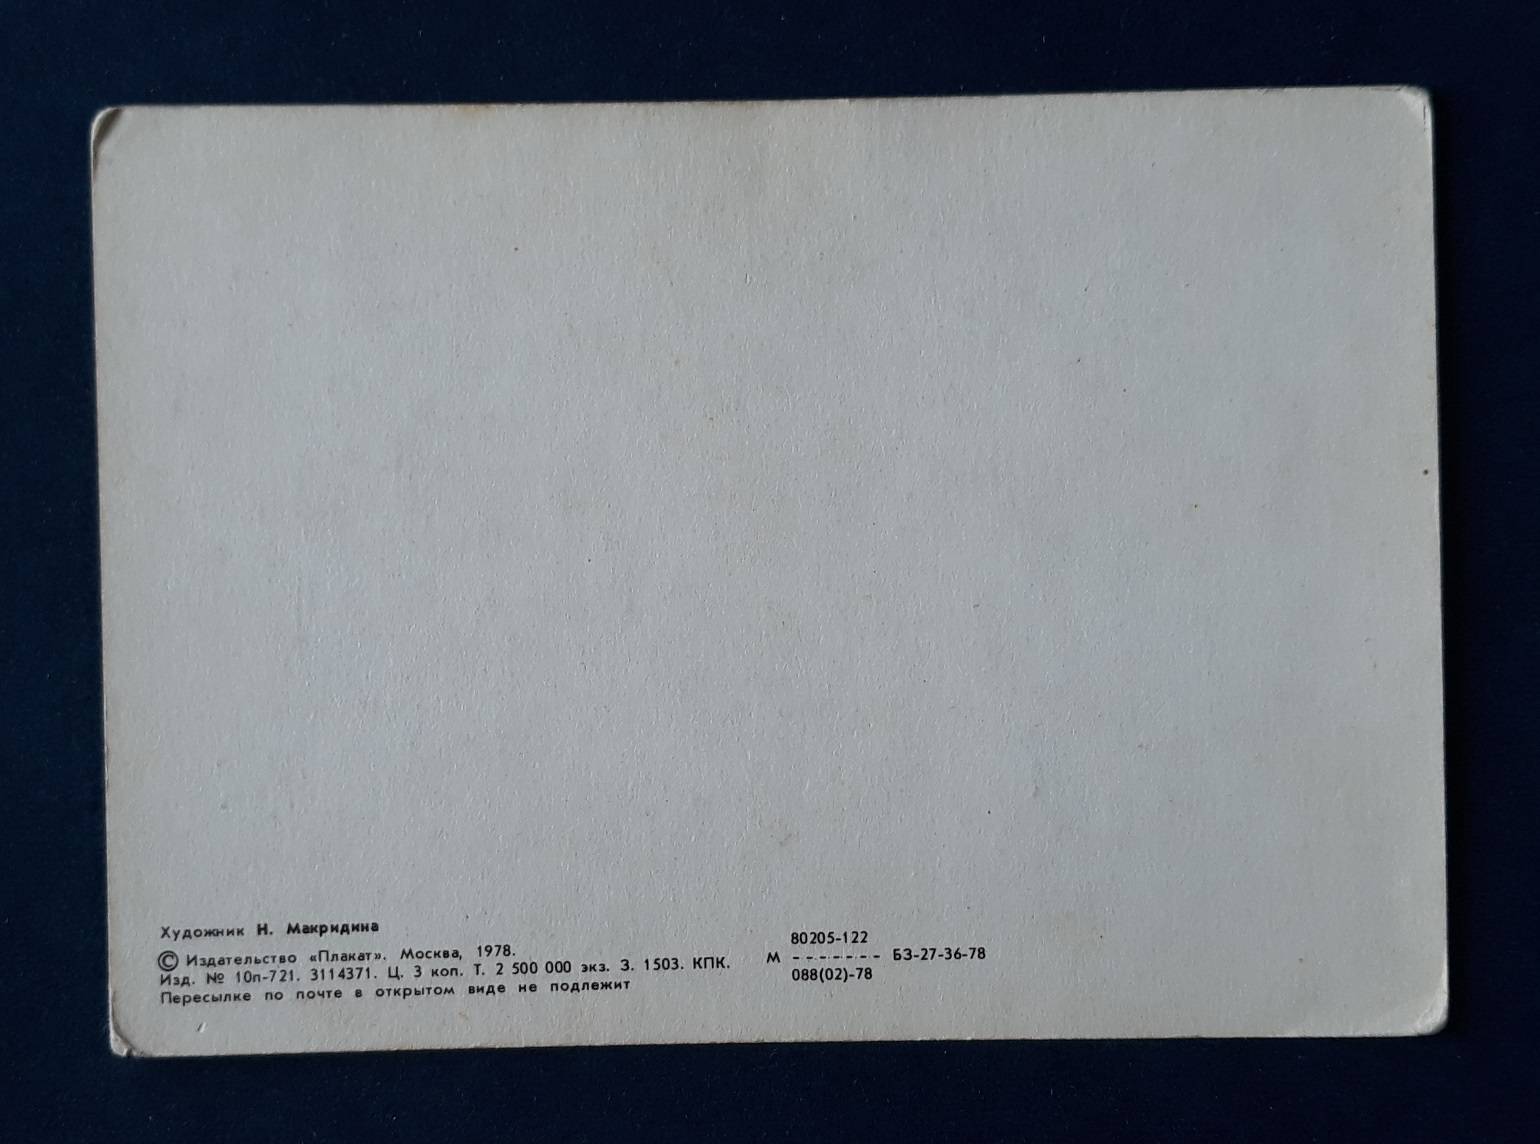 Художник Н. Макридина
© Издательство «Плакат». Москва, 1978.
Изд. № 10п-721. 3114371. Ц. 3 коп. Т. 2 500 000 экз. З. 1503. КПК.
Пересылке по почте в открытом виде не подлежит
80205-122
М - - - - - - - БЗ-27-36-78
088(02)-78